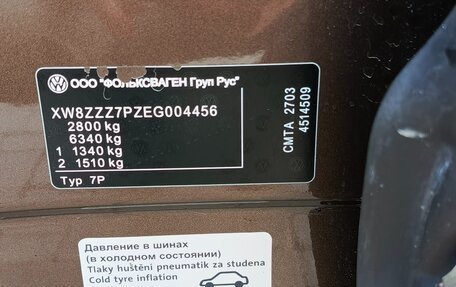 ООО "ФОЛЬКСВАГЕН Груп Рус"
XW8ZZZ7PZEG004456
2800 kg
6340 kg
1 1340 kg
2 1510 kg
Typ 7P
CMTA 2703
4514509
Давление в шинах
(в холодном состоянии)
Tlaky huštění pneumatik za studena
Cold tyre inflation